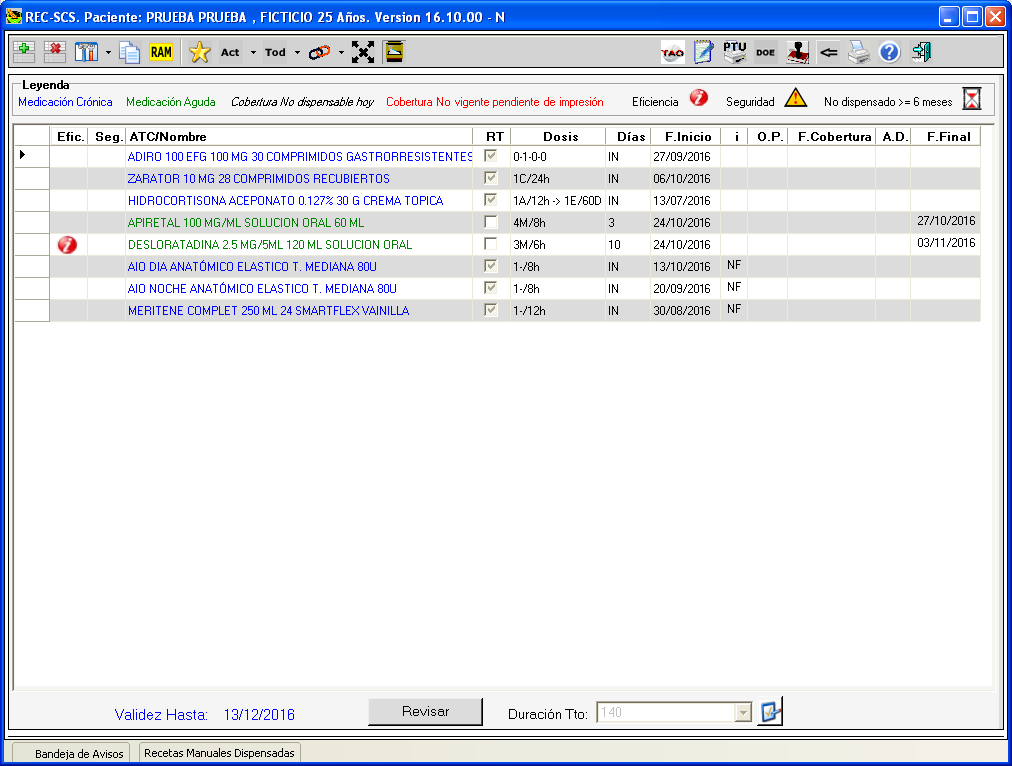 REC-SCS. Paciente: PRUEBA PRUEBA , FICTICIO 25 Años. Version 16.10.00 - N
RAM Act Tod TAO PTU DOE
Leyenda
Medicación Crónica Medicación Aguda Cobertura No dispensable hoy Cobertura No vigente pendiente de impresión Eficiencia Seguridad No dispensado >= 6 meses
Efic. Seg. ATC/Nombre RT Dosis Días F.Inicio i O.P. F.Cobertura A.D. F.Final
ADIRO 100 EFG 100 MG 30 COMPRIMIDOS GASTRORRESISTENTES 0-1-0-0 IN 27/09/2016
ZARATOR 10 MG 28 COMPRIMIDOS RECUBIERTOS 1C/24h IN 06/10/2016
HIDROCORTISONA ACEPONATO 0.127% 30 G CREMA TOPICA 1A/12h -> 1E/60D IN 13/07/2016
APIRETAL 100 MG/ML SOLUCION ORAL 60 ML 4M/8h 3 24/10/2016 27/10/2016
DESLORATADINA 2.5 MG/5ML 120 ML SOLUCION ORAL 3M/6h 10 24/10/2016 03/11/2016
AIO DIA ANATÓMICO ELASTICO T. MEDIANA 80U 1-/8h IN 13/10/2016 NF
AIO NOCHE ANATÓMICO ELASTICO T. MEDIANA 80U 1-/8h IN 20/09/2016 NF
MERITENE COMPLET 250 ML 24 SMARTFLEX VAINILLA 1-/12h IN 30/08/2016 NF
Validez Hasta: 13/12/2016 Revisar Duración Tto: 140
Bandeja de Avisos Recetas Manuales Dispensadas